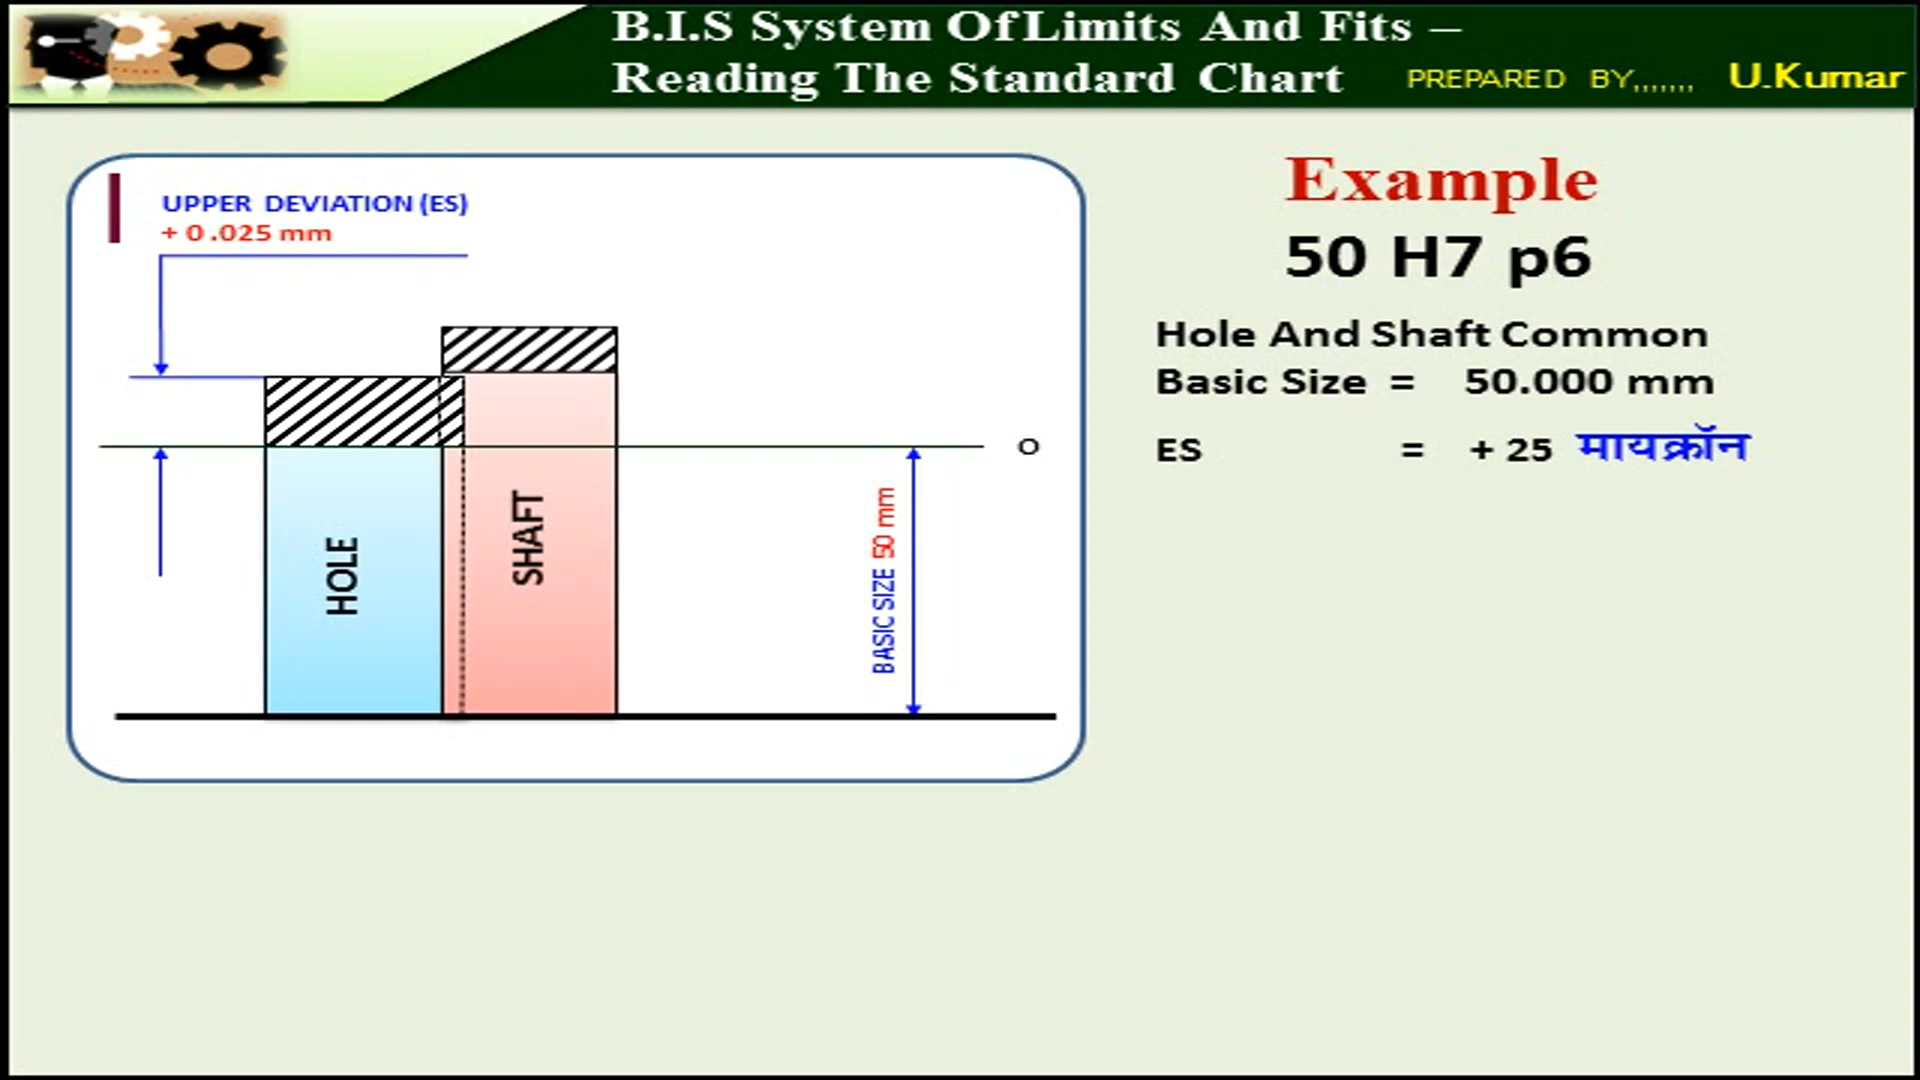 B.I.S System Of Limits And Fits –
Reading The Standard Chart
PREPARED BY,,,,,,, U.Kumar
UPPER DEVIATION (ES)
+ 0 .025 mm
HOLE
SHAFT
BASIC SIZE 50 mm
O
Example
50 H7 p6
Hole And Shaft Common
Basic Size = 50.000 mm
ES = + 25 मायक्रॉन